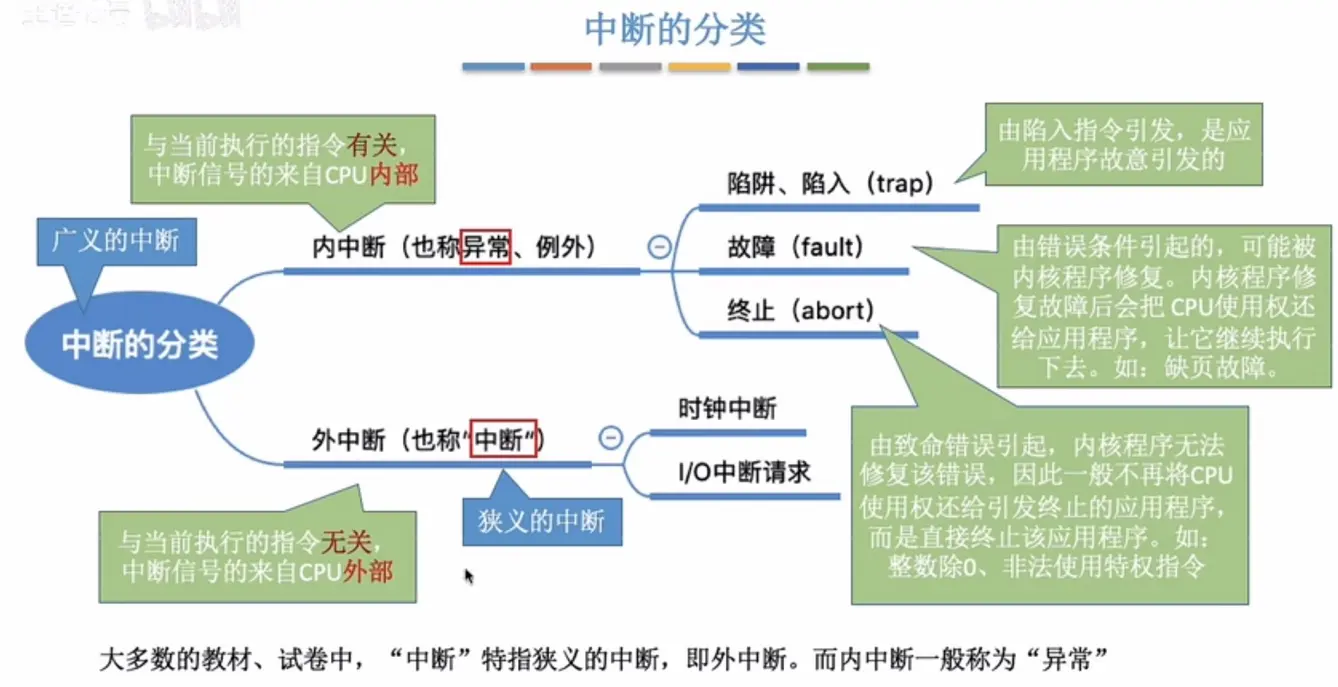 中断的分类
与当前执行的指令有关，
中断信号的来自CPU内部
由陷入指令引发，是应
用程序故意引发的
广义的中断
中断的分类
内中断（也称异常、例外）
陷阱、陷入（trap）
故障（fault）
终止（abort）
由错误条件引起的，可能被
内核程序修复。内核程序修
复故障后会把 CPU使用权还
给应用程序，让它继续执行
下去。如：缺页故障。
由致命错误引起，内核程序无法
修复该错误，因此一般不再将CPU
使用权还给引发终止的应用程序，
而是直接终止该应用程序。如：
整数除0、非法使用特权指令
外中断（也称“中断“）
时钟中断
I/O中断请求
狭义的中断
与当前执行的指令无关，
中断信号的来自CPU外部
大多数的教材、试卷中，“中断”特指狭义的中断，即外中断。而内中断一般称为“异常”